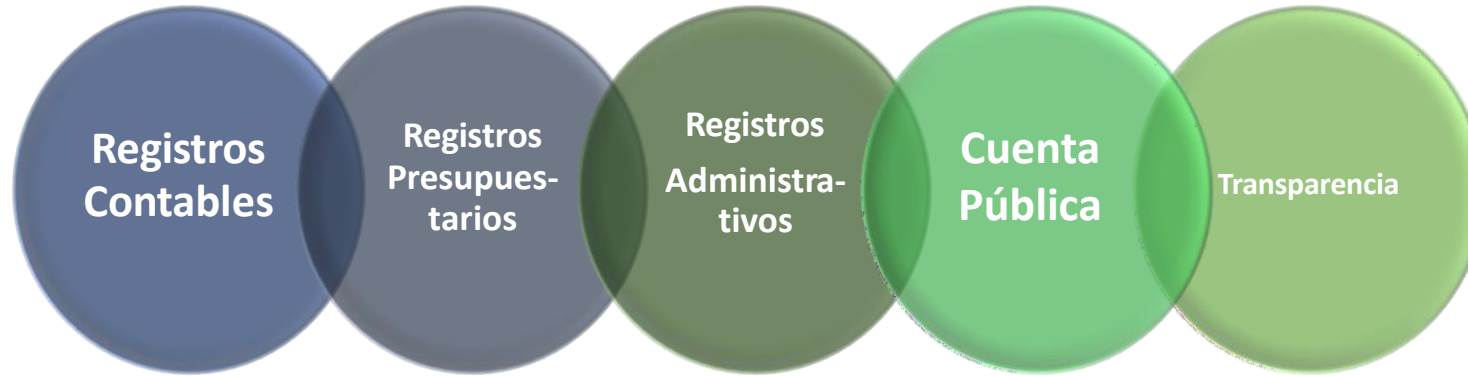 Registros
Contables
Registros
Presupues-
tarios
Registros
Administra-
tivos
Cuenta
Pública
Transparencia